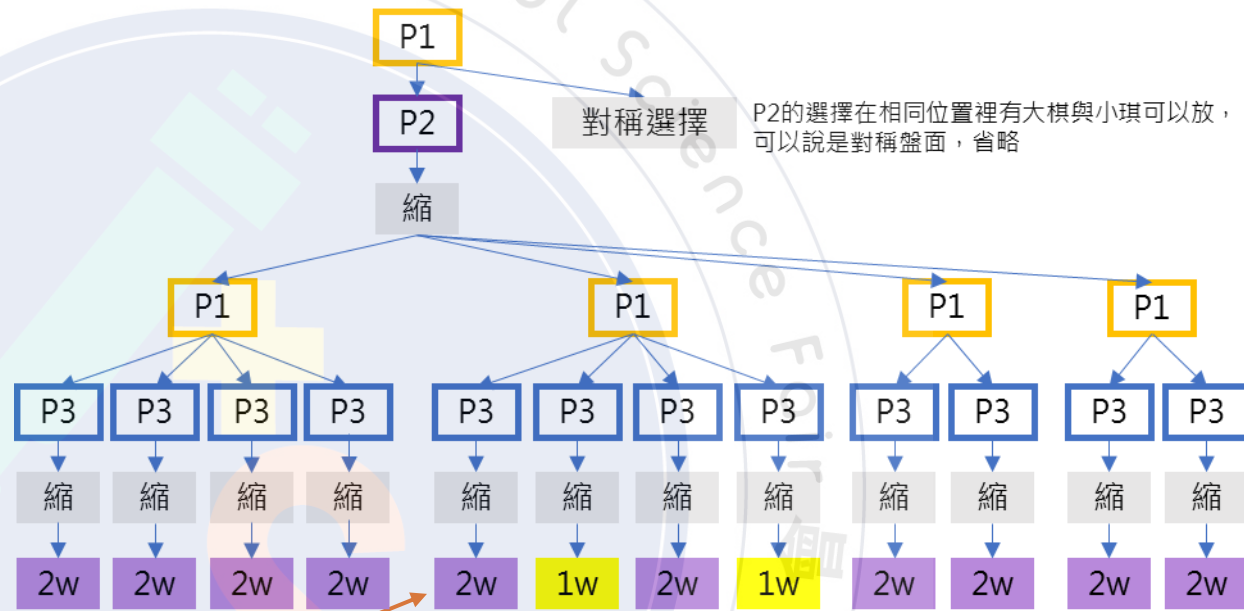 P1
P2
對稱選擇
P2的選擇在相同位置裡有大棋與小琪可以放，
可以說是對稱盤面，省略
縮
P1 P1 P1 P1
P3 P3 P3 P3 P3 P3 P3 P3 P3 P3 P3 P3
縮 縮 縮 縮 縮 縮 縮 縮 縮 縮 縮 縮
2w 2w 2w 2w 2w 1w 2w 1w 2w 2w 2w 2w
Science Fair